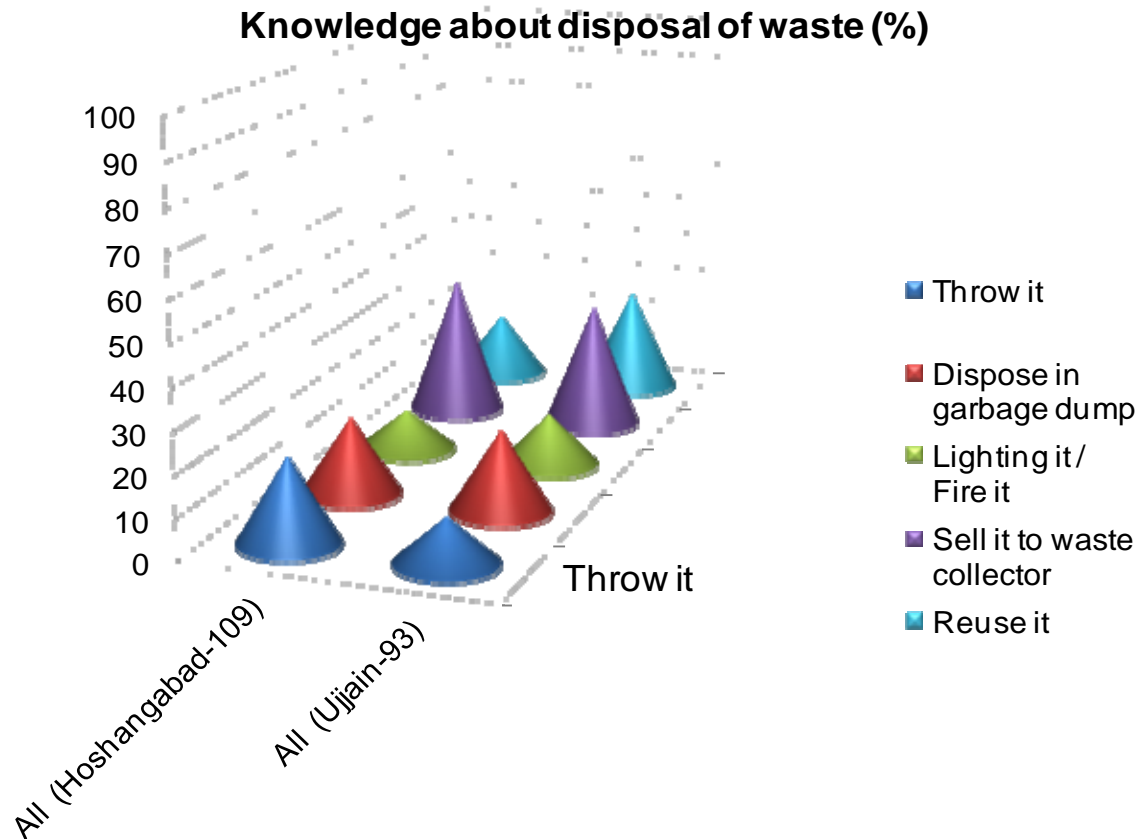 Knowledge about disposal of waste (%)
100
90
80
70
60
50
40
30
20
10
0
Throw it
All (Hoshangabad-109)
All (Ujjain-93)
Throw it
Dispose in
garbage dump
Lighting it /
Fire it
Sell it to waste
collector
Reuse it